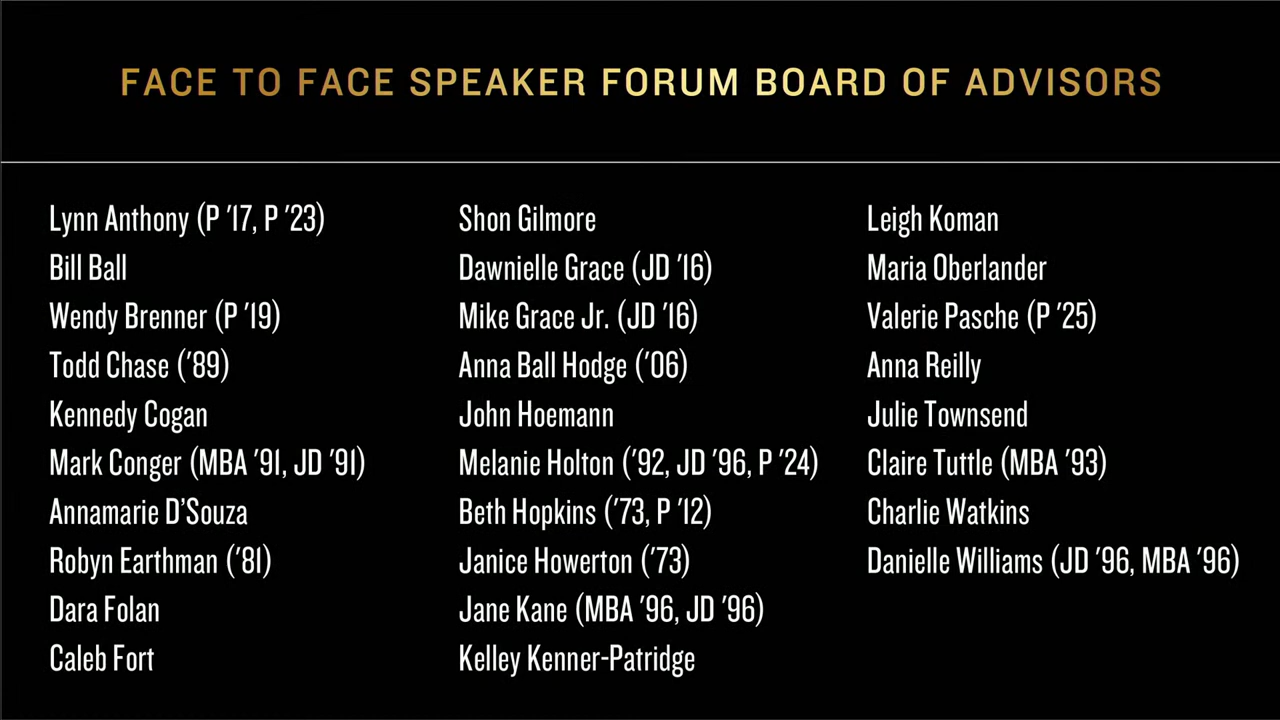 FACE TO FACE SPEAKER FORUM BOARD OF ADVISORS
Lynn Anthony (P '17, P '23)
Bill Ball
Wendy Brenner (P '19)
Todd Chase ('89)
Kennedy Cogan
Mark Conger (MBA '91, JD '91)
Annamarie D'Souza
Robyn Earthman ('81)
Dara Folan
Caleb Fort
Shon Gilmore
Dawnielle Grace (JD '16)
Mike Grace Jr. (JD '16)
Anna Ball Hodge ('06)
John Hoemann
Melanie Holton ('92, JD '96, P '24)
Beth Hopkins ('73, P '12)
Janice Howerton ('73)
Jane Kane (MBA '96, JD '96)
Kelley Kenner-Patridge
Leigh Koman
Maria Oberlander
Valerie Pasche (P '25)
Anna Reilly
Julie Townsend
Claire Tuttle (MBA '93)
Charlie Watkins
Danielle Williams (JD '96, MBA '96)